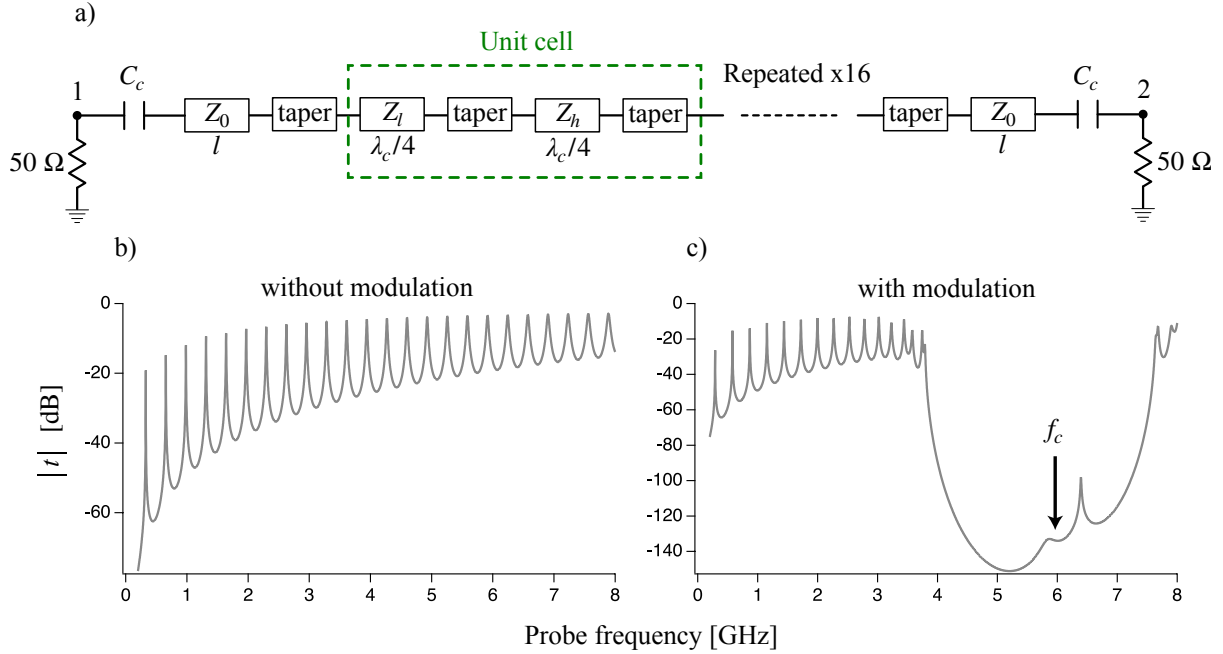 a)
Unit cell
1
C_c
Z_0
l
taper
Z_l
λ_c/4
taper
Z_h
λ_c/4
taper
Repeated x16
taper
Z_0
l
C_c
2
50 Ω
50 Ω
b)
without modulation
0
-20
-40
-60
|t| [dB]
0 1 2 3 4 5 6 7 8
c)
with modulation
0
-20
-40
-60
-80
-100
-120
-140
f_c
0 1 2 3 4 5 6 7 8
Probe frequency [GHz]